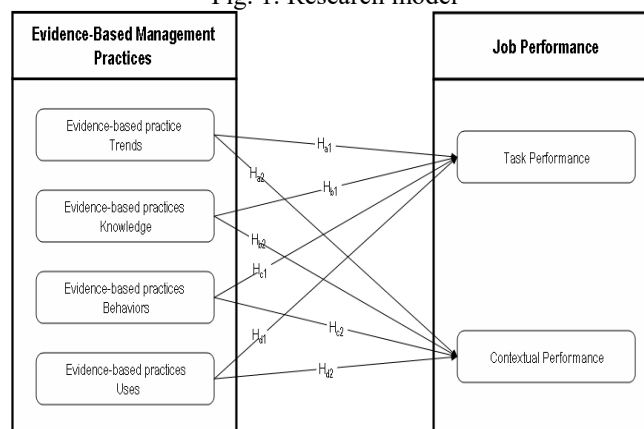 Fig. 1. Research model
Evidence-Based Management
Practices
Job Performance
Evidence-based practice
Trends
Evidence-based practices
Knowledge
Evidence-based practices
Behaviors
Evidence-based practices
Uses
Ha1
Ha2
Hb1
Hb2
Hc1
Hc2
Hd1
Hd2
Task Performance
Contextual Performance